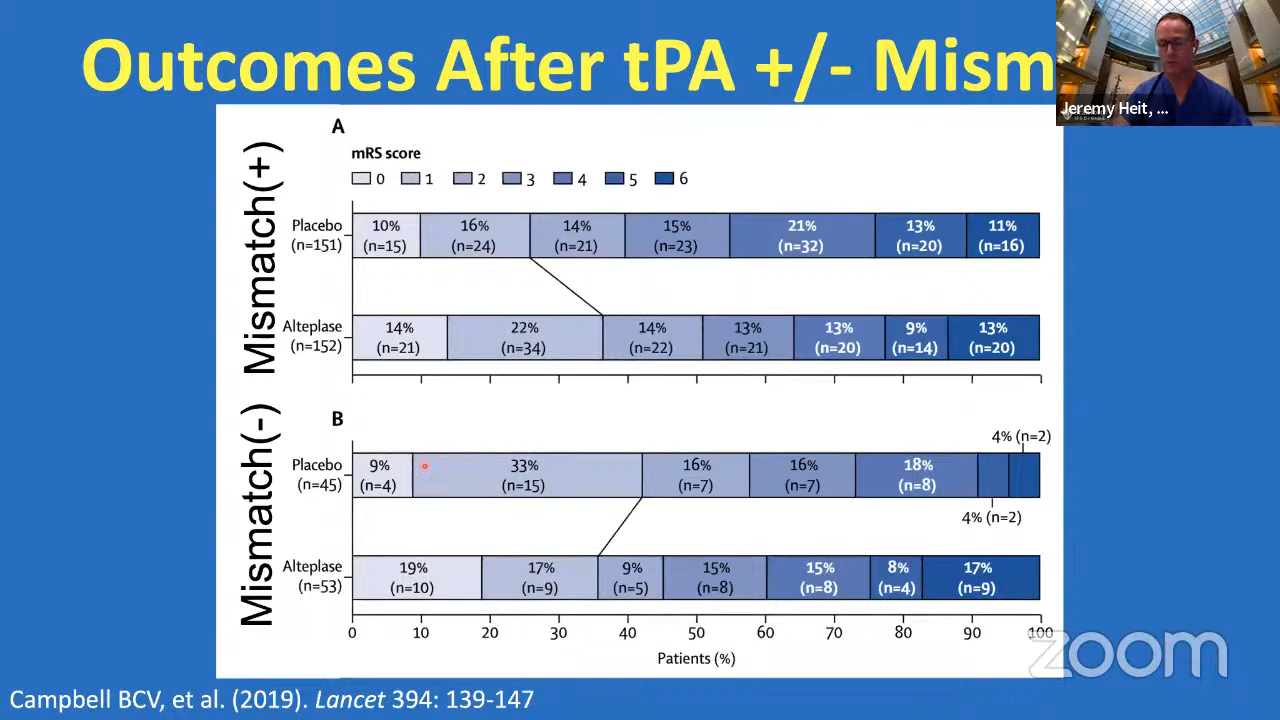 Outcomes After tPA +/- Mism
Jeremy Heit, ...
Mismatch(+)
A
mRS score
0 1 2 3 4 5 6
Placebo
(n=151)
10% 16% 14% 15% 21% 13% 11%
(n=15) (n=24) (n=21) (n=23) (n=32) (n=20) (n=16)
Alteplase
(n=152)
14% 22% 14% 13% 13% 9% 13%
(n=21) (n=34) (n=22) (n=21) (n=20) (n=14) (n=20)
Mismatch(-)
B
4% (n=2)
Placebo
(n=45)
9% 33% 16% 16% 18%
(n=4) (n=15) (n=7) (n=7) (n=8)
4% (n=2)
Alteplase
(n=53)
19% 17% 9% 15% 15% 8% 17%
(n=10) (n=9) (n=5) (n=8) (n=8) (n=4) (n=9)
0 10 20 30 40 50 60 70 80 90 100
Patients (%)
zoom
Campbell BCV, et al. (2019). Lancet 394: 139-147